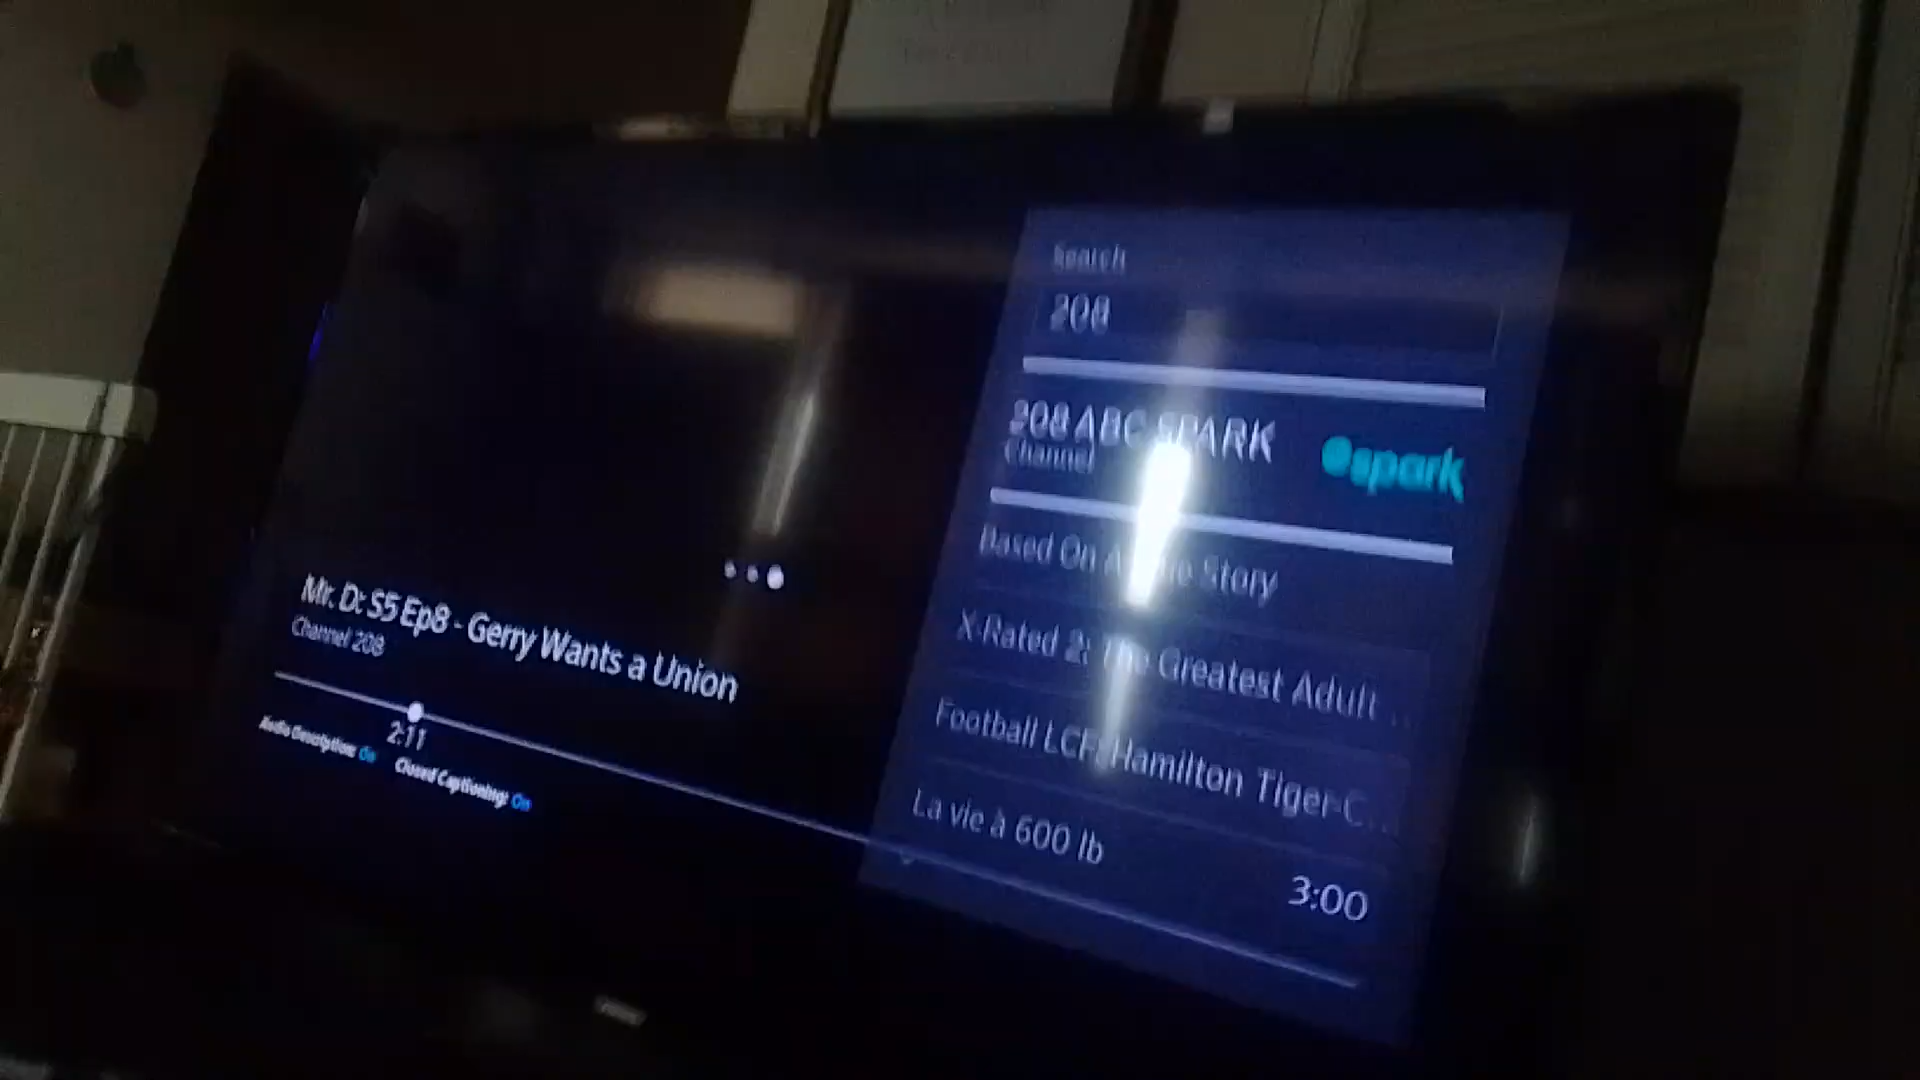 Search
208
208 ABC SPARK
Channel
spark
Based On A Story
X-Rated 2: The Greatest Adult ...
Football LCF: Hamilton Tiger-C...
La vie à 600 lb
Mr. D: S5 Ep8 - Gerry Wants a Union
Channel 208
2:11
3:00
Audio Description: On
Closed Captioning: On